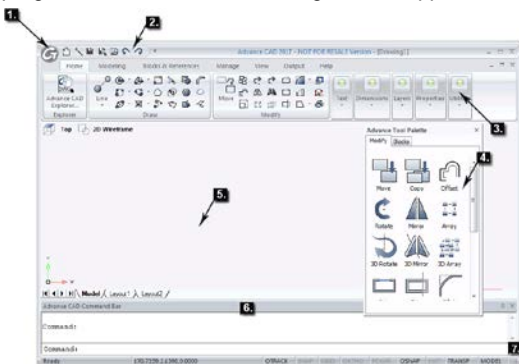 1.
2.
Advance CAD 2017 - NOT FOR RESALE Version - [Drawing1]
Home Modeling Blocks & References Manage View Output Help
Advance CAD
Explorer...
Line
Move
Text Dimensions Layers Properties Utilities
Explorer Draw Modify
3.
Top 2D Wireframe
Advance Tool Palette
Modify Blocks
4.
Move Copy Offset
5.
Rotate Mirror Array
3D Rotate 3D Mirror 3D Array
Model Layout1 Layout2
6.
Advance CAD Command Bar
Command:
Command:
7.
Ready OTRACK OSNAP TRANSP MODEL